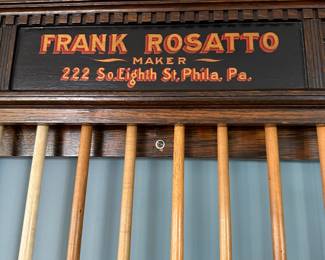 FRANK ROSATTO
MAKER
222 So. Eighth St, Phila, Pa.